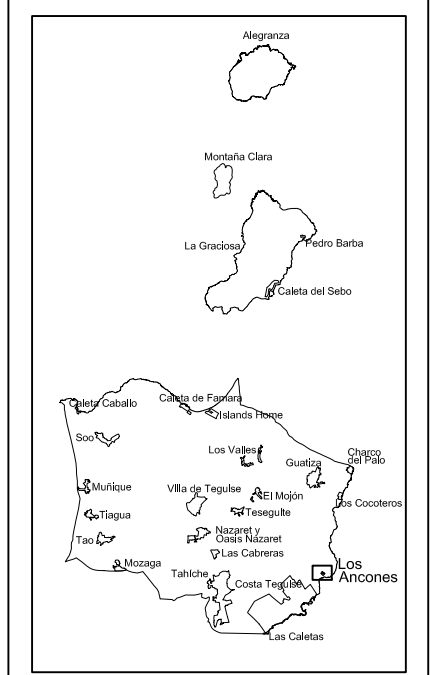 Alegranza
Montaña Clara
La Graciosa
Pedro Barba
Caleta del Sebo
Caleta Caballo
Caleta de Famara
Islands Home
Soo
Los Valles
Guatiza
Charco
del Palo
Muñique
VIlla de TeguIse
El Mojón
Los Cocoteros
Tiagua
TeseguIte
Tao
Nazaret y
Oasis Nazaret
Las Cabreras
Mozaga
TahIche
Costa TeguIse
Los
Ancones
Las Caletas